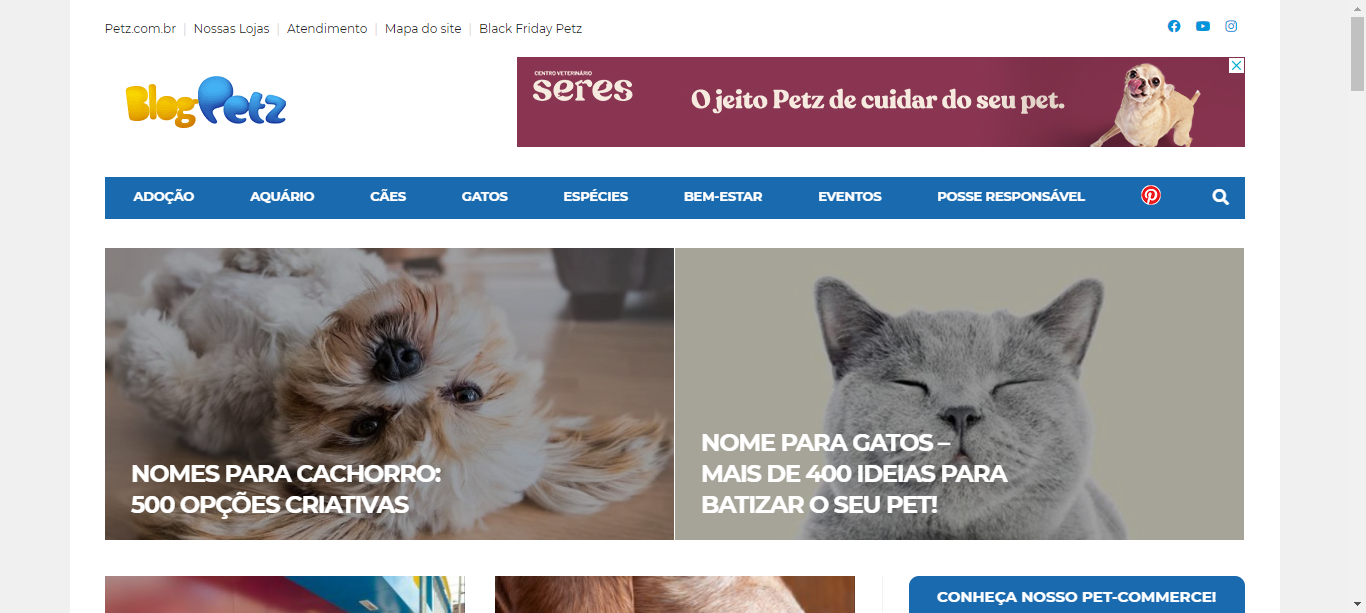 Petz.com.br | Nossas Lojas | Atendimento | Mapa do site | Black Friday Petz
Blog Petz
CENTRO VETERINÁRIO
seres
O jeito Petz de cuidar do seu pet.
ADOÇÃO AQUÁRIO CÃES GATOS ESPÉCIES BEM-ESTAR EVENTOS POSSE RESPONSÁVEL
NOMES PARA CACHORRO:
500 OPÇÕES CRIATIVAS
NOME PARA GATOS –
MAIS DE 400 IDEIAS PARA
BATIZAR O SEU PET!
CONHEÇA NOSSO PET-COMMERCE!